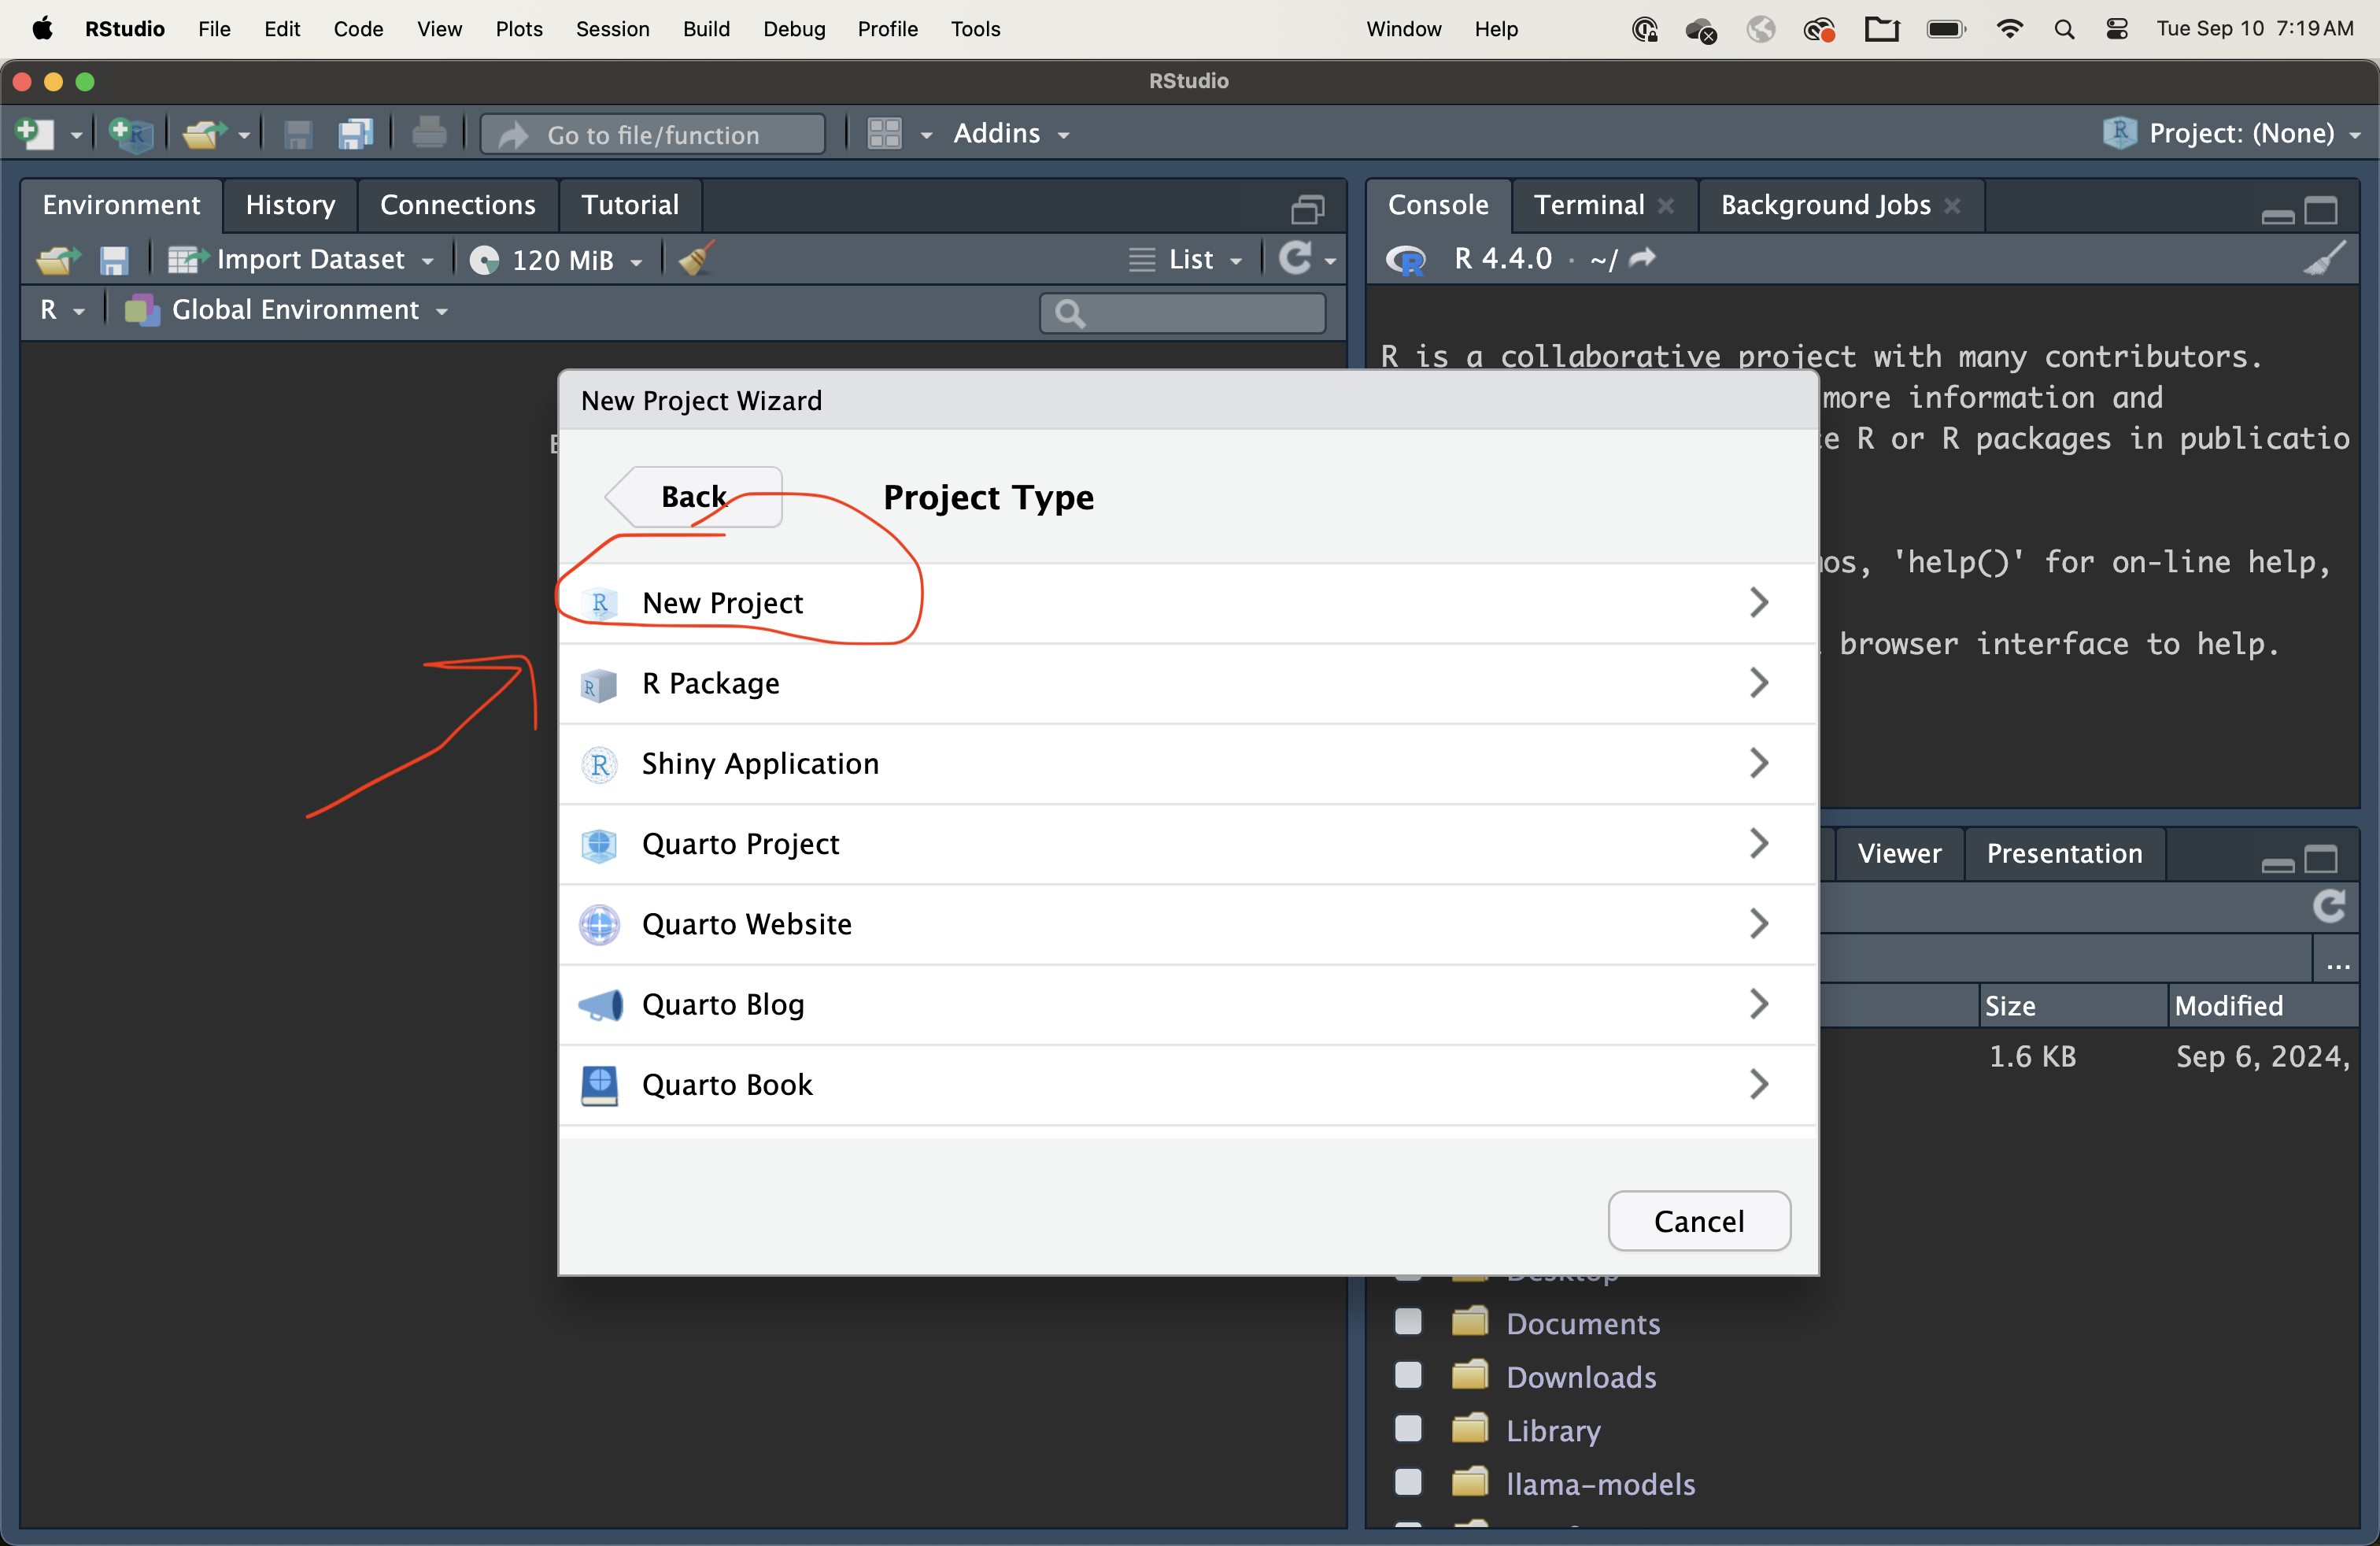 RStudio File Edit Code View Plots Session Build Debug Profile Tools Window Help Tue Sep 10 7:19 AM
RStudio
Go to file/function Addins Project: (None)
Environment History Connections Tutorial
Import Dataset 120 MiB List
R Global Environment
Console Terminal Background Jobs
R 4.4.0 · ~/
R is a collaborative project with many contributors.
more information and
R or R packages in publicatio
'help()' for on-line help,
browser interface to help.
New Project Wizard
Back Project Type
New Project
R Package
Shiny Application
Quarto Project
Quarto Website
Quarto Blog
Quarto Book
Cancel
Viewer Presentation
...
Size Modified
1.6 KB Sep 6, 2024,
Desktop
Documents
Downloads
Library
llama-models